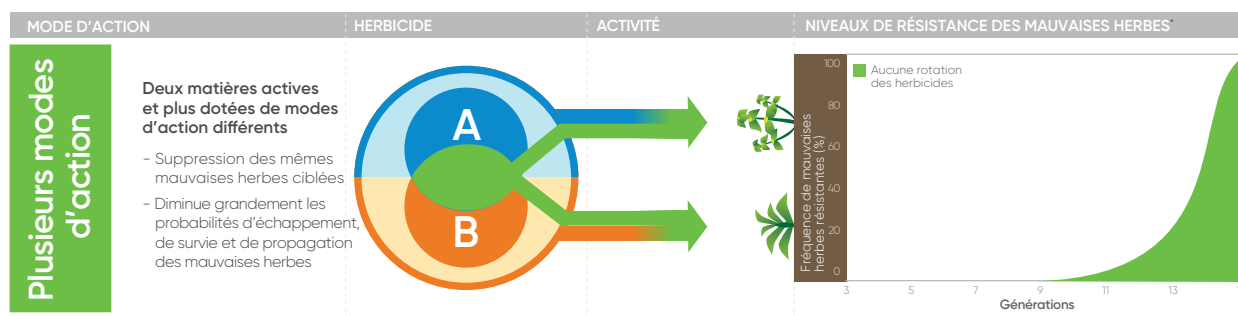 MODE D'ACTION
HERBICIDE
ACTIVITÉ
NIVEAUX DE RÉSISTANCE DES MAUVAISES HERBES*
Plusieurs modes
d'action
Deux matières actives
et plus dotées de modes
d'action différents
- Suppression des mêmes
mauvaises herbes ciblées
- Diminue grandement les
probabilités d'échappement,
de survie et de propagation
des mauvaises herbes
A
B
Fréquence de mauvaises
herbes résistantes (%)
100
80
60
40
20
0
Aucune rotation
des herbicides
3
5
7
9
11
13
Générations